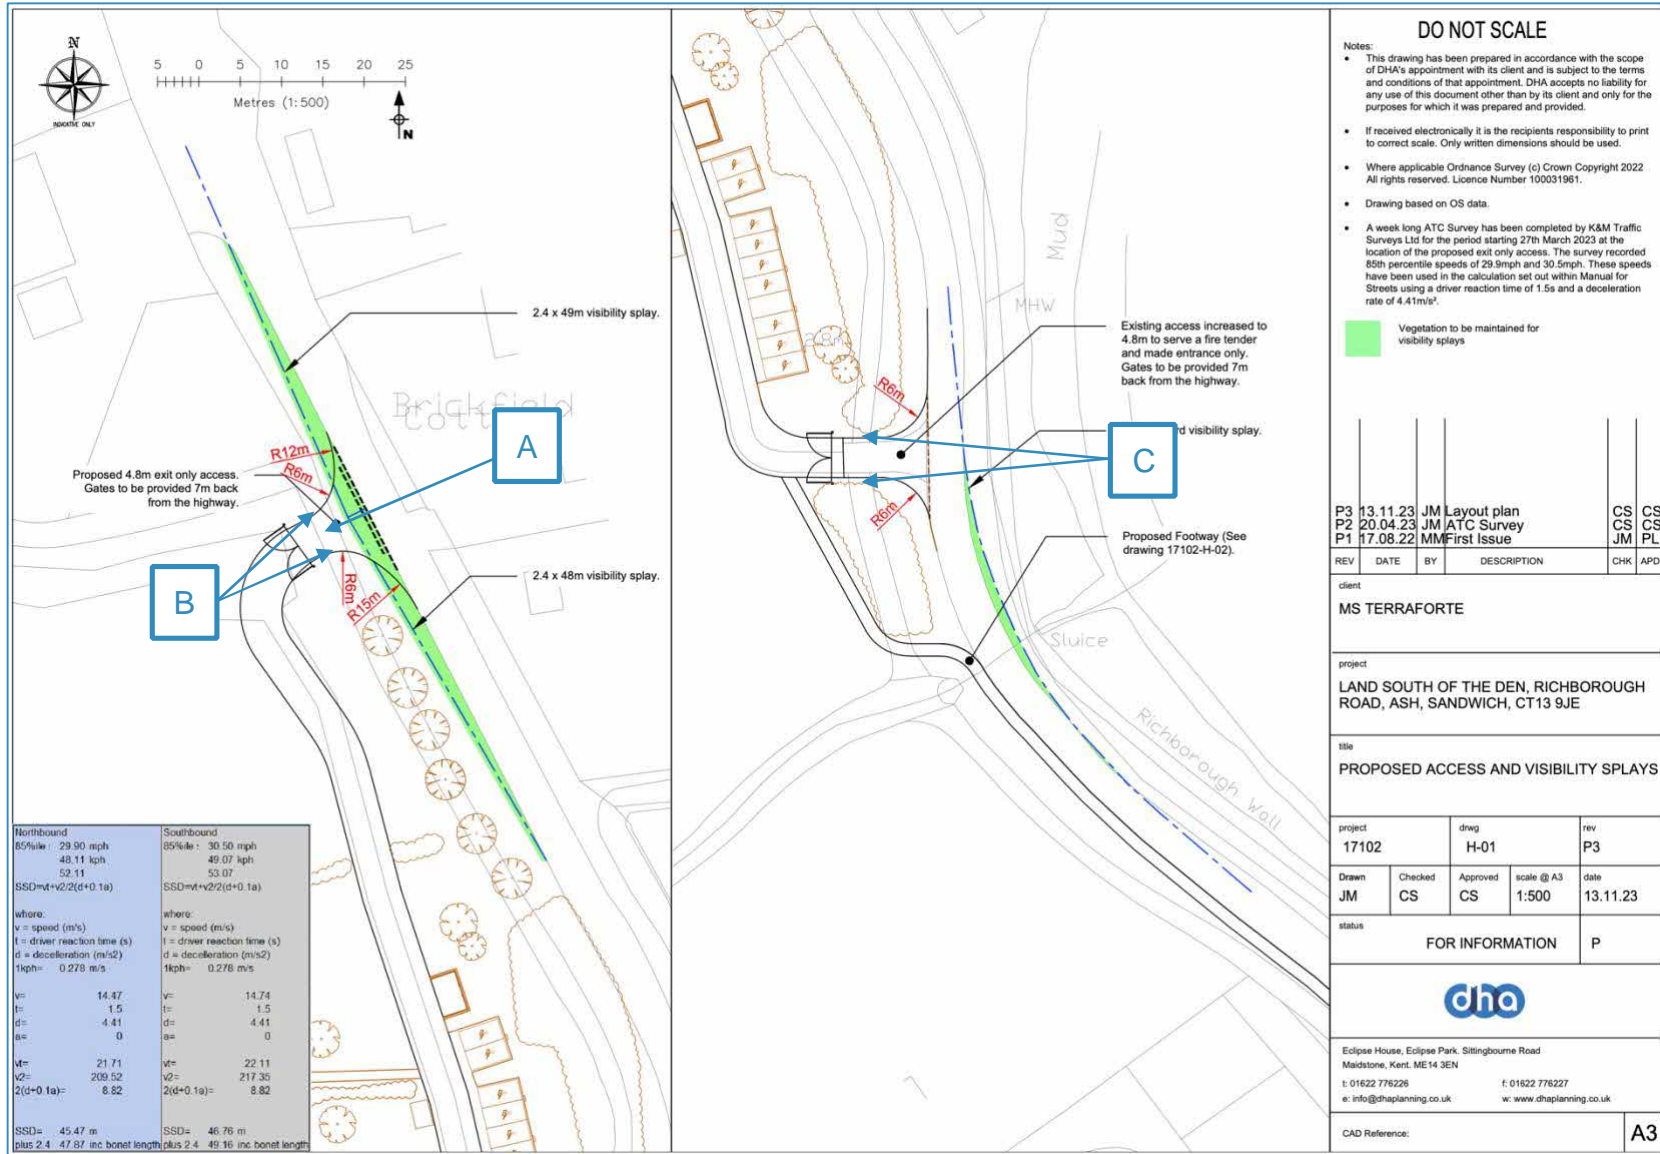 N
INDICATIVE ONLY
5 0 5 10 15 20 25
Metres (1:500)
N
2.4 x 49m visibility splay.
Brickfield
A
R12m
R6m
Proposed 4.8m exit only access.
Gates to be provided 7m back
from the highway.
B
R6m
R15m
2.4 x 48m visibility splay.
Northbound
85%ile : 29.90 mph
48.11 kph
52.11
SSD=vt+v2/2(d+0.1a)
where:
v = speed (m/s)
t = driver reaction time (s)
d = decelleration (m/s2)
1kph= 0.278 m/s
v= 14.47
t= 1.5
d= 4.41
a= 0
vt= 21.71
v2= 209.52
2(d+0.1a)= 8.82
SSD= 45.47 m
plus 2.4 47.87 inc bonet length
Southbound
85%ile : 30.50 mph
49.07 kph
53.07
SSD=vt+v2/2(d+0.1a)
where:
v = speed (m/s)
t = driver reaction time (s)
d = decelleration (m/s2)
1kph= 0.278 m/s
v= 14.74
t= 1.5
d= 4.41
a= 0
vt= 22.11
v2= 217.35
2(d+0.1a)= 8.82
SSD= 46.76 m
plus 2.4 49.16 inc bonet length
Mud
MHW
2.8m
Existing access increased to
4.8m to serve a fire tender
and made entrance only.
Gates to be provided 7m
back from the highway.
R6m
visibility splay.
C
R6m
Proposed Footway (See
drawing 17102-H-02).
Sluice
Richborough Wall
DO NOT SCALE
Notes:
• This drawing has been prepared in accordance with the scope
of DHA's appointment with its client and is subject to the terms
and conditions of that appointment. DHA accepts no liability for
any use of this document other than by its client and only for the
purposes for which it was prepared and provided.
• If received electronically it is the recipients responsibility to print
to correct scale. Only written dimensions should be used.
• Where applicable Ordnance Survey (c) Crown Copyright 2022
All rights reserved. Licence Number 100031961.
• Drawing based on OS data.
• A week long ATC Survey has been completed by K&M Traffic
Surveys Ltd for the period starting 27th March 2023 at the
location of the proposed exit only access. The survey recorded
85th percentile speeds of 29.9mph and 30.5mph. These speeds
have been used in the calculation set out within Manual for
Streets using a driver reaction time of 1.5s and a deceleration
rate of 4.41m/s².
Vegetation to be maintained for
visibility splays
P3 13.11.23 JM Layout plan CS CS
P2 20.04.23 JM ATC Survey CS CS
P1 17.08.22 MM First Issue JM PL
REV DATE BY DESCRIPTION CHK APD
client
MS TERRAFORTE
project
LAND SOUTH OF THE DEN, RICHBOROUGH
ROAD, ASH, SANDWICH, CT13 9JE
title
PROPOSED ACCESS AND VISIBILITY SPLAYS
project drwg rev
17102 H-01 P3
Drawn Checked Approved scale @ A3 date
JM CS CS 1:500 13.11.23
status
FOR INFORMATION P
dha
Eclipse House, Eclipse Park, Sittingbourne Road
Maidstone, Kent. ME14 3EN
t: 01622 776226 f: 01622 776227
e: info@dhaplanning.co.uk w: www.dhaplanning.co.uk
CAD Reference: A3